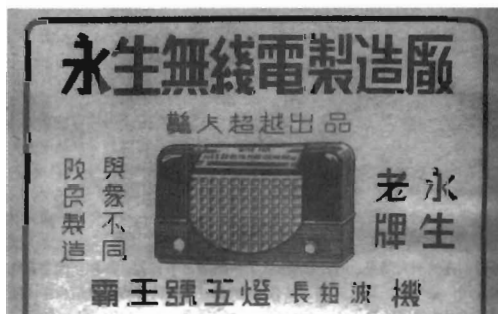 永生無綫電製造廠
人超越出品
永生
老牌
與衆不同
改良製造
霸王號五燈 長短波 機